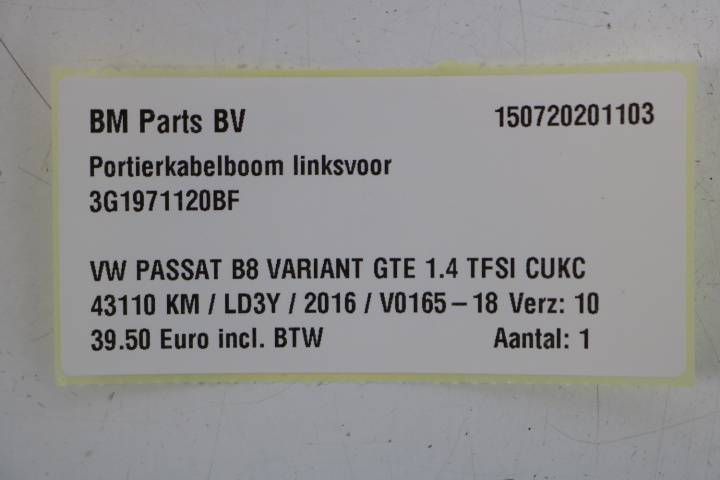 BM Parts BV 150720201103
Portierkabelboom linksvoor
3G1971120BF
VW PASSAT B8 VARIANT GTE 1.4 TFSI CUKC
43110 KM / LD3Y / 2016 / V0165-18 Verz: 10
39.50 Euro incl. BTW Aantal: 1